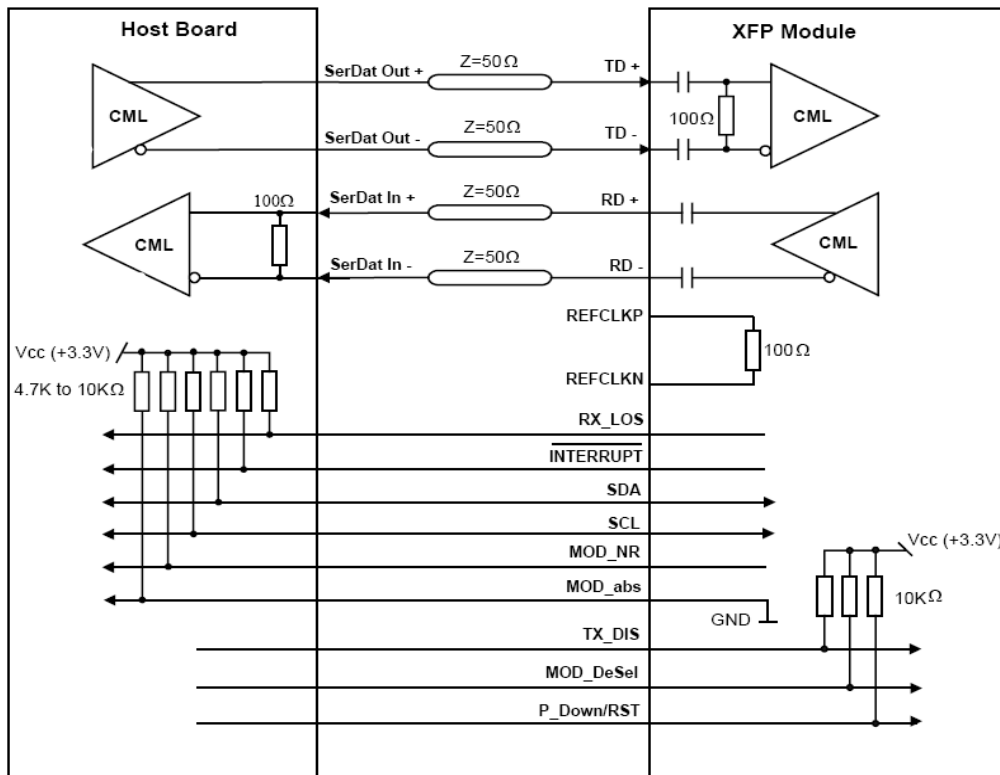 Host Board
XFP Module
SerDat Out +
Z=50Ω
TD +
CML
100Ω
CML
SerDat Out -
Z=50Ω
TD -
100Ω
SerDat In +
Z=50Ω
RD +
CML
CML
SerDat In -
Z=50Ω
RD -
REFCLKP
100Ω
REFCLKN
Vcc (+3.3V)
4.7K to 10KΩ
RX_LOS
INTERRUPT
SDA
SCL
MOD_NR
Vcc (+3.3V)
MOD_abs
10KΩ
GND
TX_DIS
MOD_DeSel
P_Down/RST